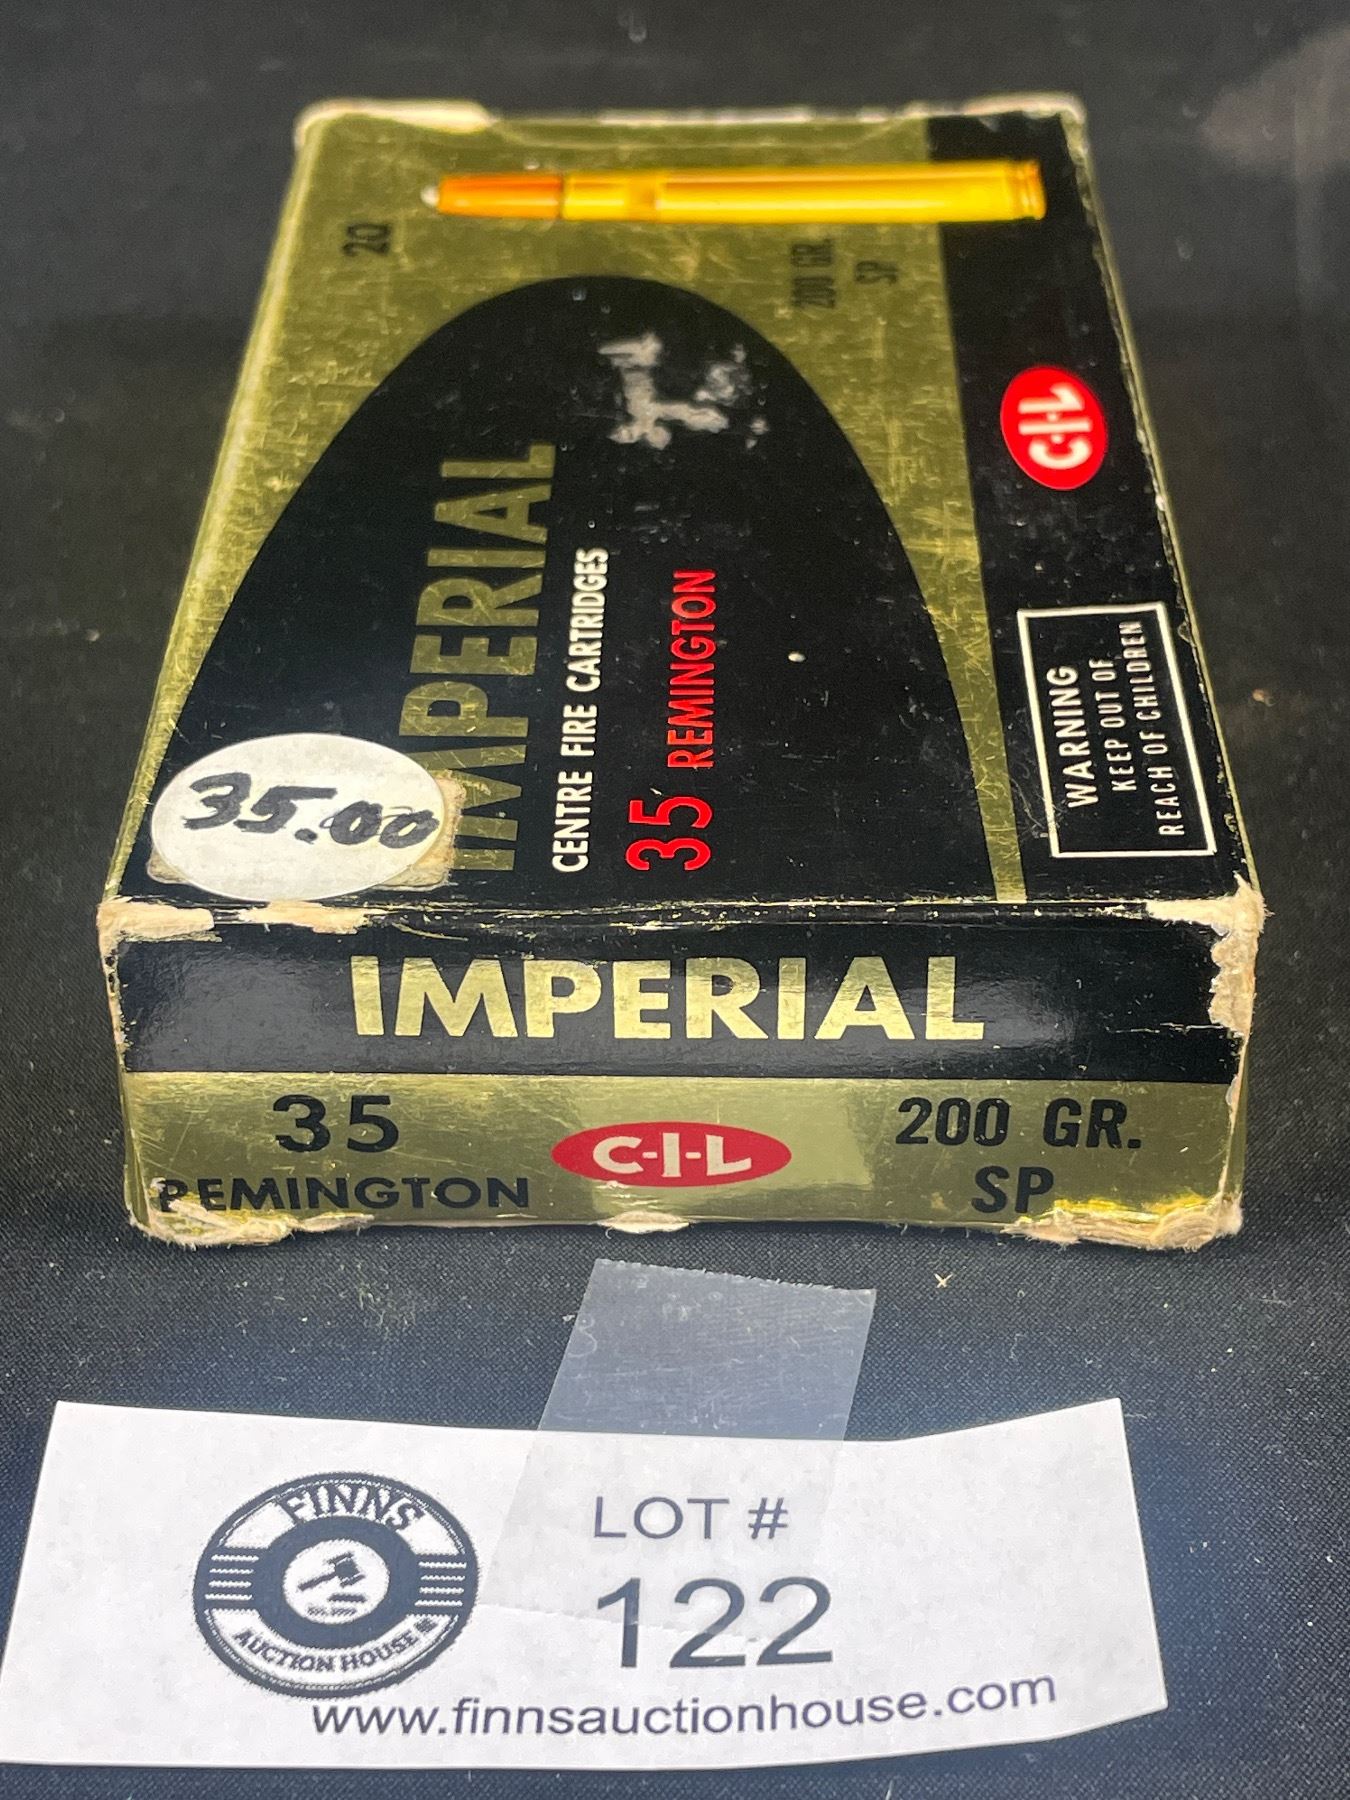 20
200 GR.
SP
C-I-L
IMPERIAL
CENTRE FIRE CARTRIDGES
35 REMINGTON
WARNING
KEEP OUT OF
REACH OF CHILDREN
35.00
IMPERIAL
35
REMINGTON
C-I-L
200 GR.
SP
FINNS
AUCTION HOUSE
LOT #
122
www.finnsauctionhouse.com